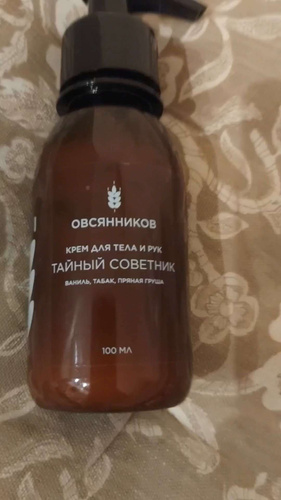 ОВСЯННИКОВ
КРЕМ ДЛЯ ТЕЛА И РУК
ТАЙНЫЙ СОВЕТНИК
ВАНИЛЬ, ТАБАК, ПРЯНАЯ ГРУША
100 МЛ